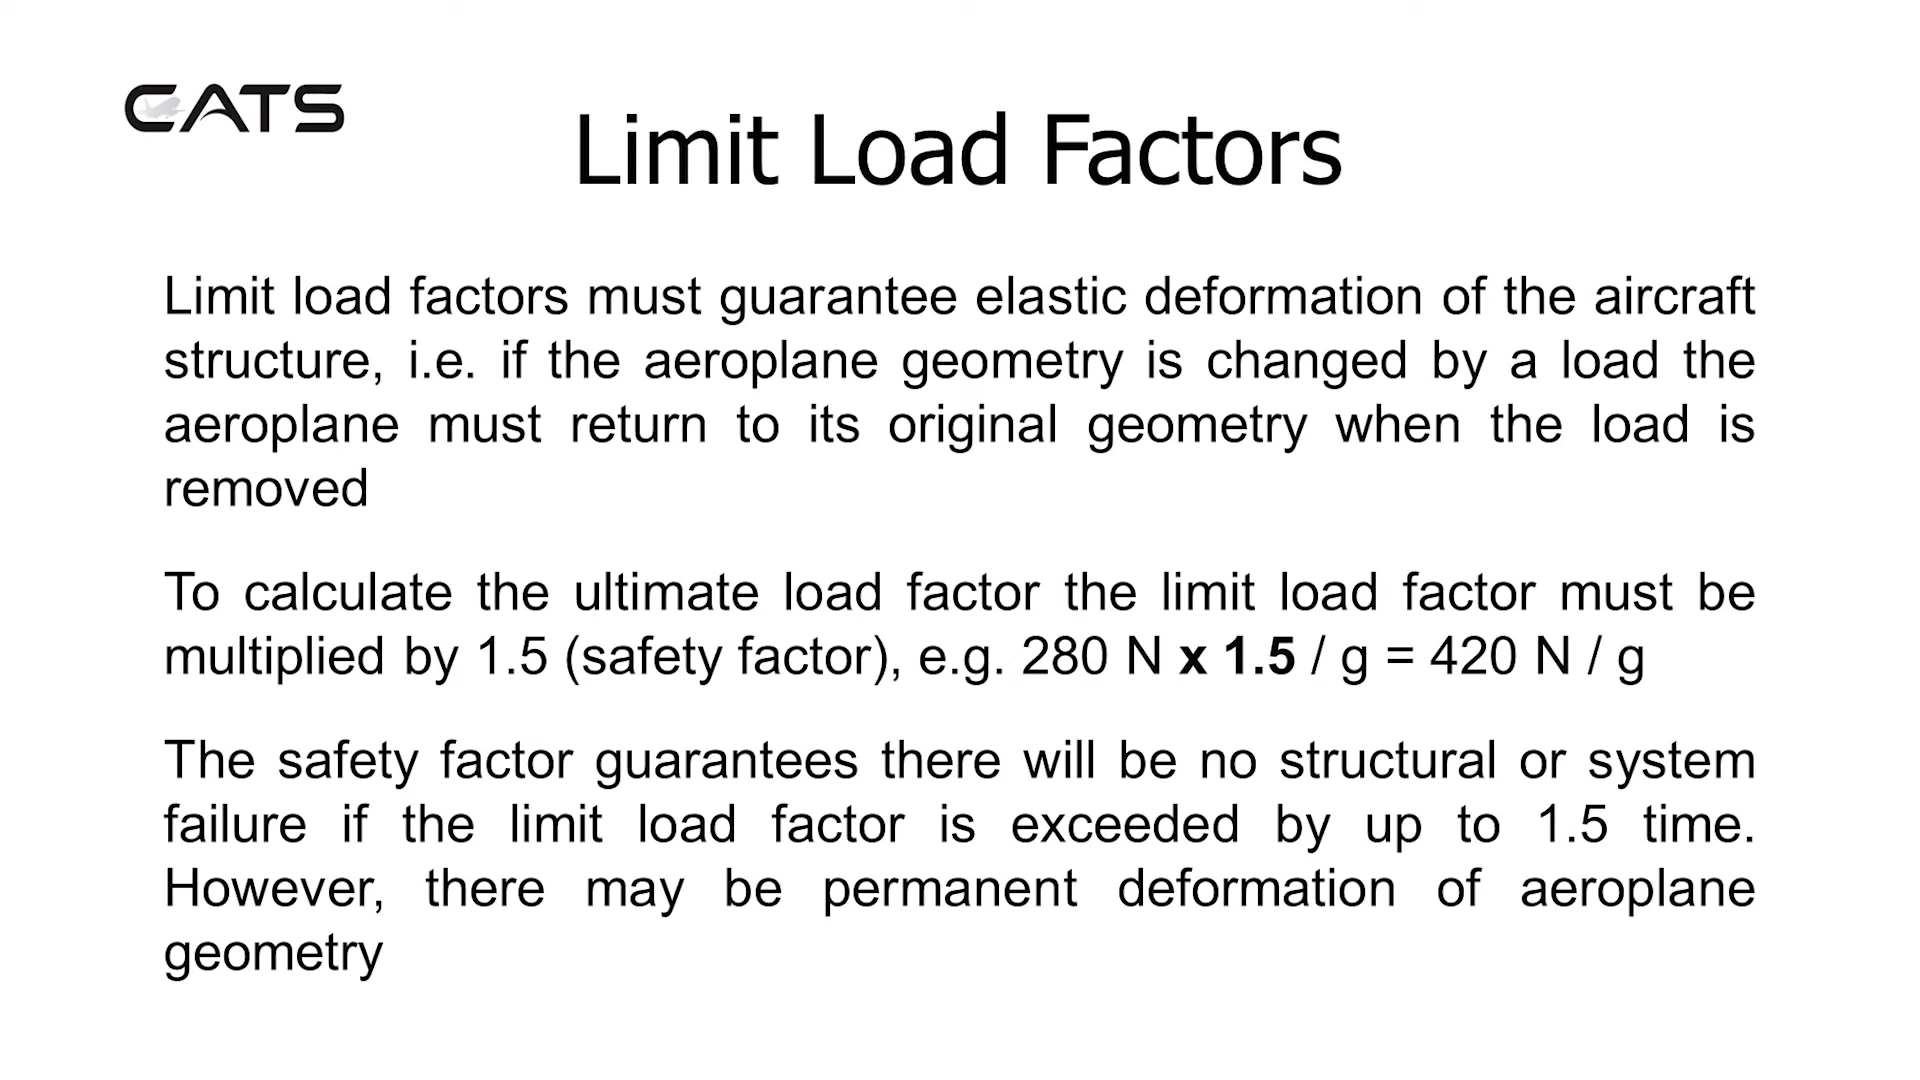 CATS
Limit Load Factors
Limit load factors must guarantee elastic deformation of the aircraft
structure, i.e. if the aeroplane geometry is changed by a load the
aeroplane must return to its original geometry when the load is
removed
To calculate the ultimate load factor the limit load factor must be
multiplied by 1.5 (safety factor), e.g. 280 N x 1.5 / g = 420 N / g
The safety factor guarantees there will be no structural or system
failure if the limit load factor is exceeded by up to 1.5 time.
However, there may be permanent deformation of aeroplane
geometry